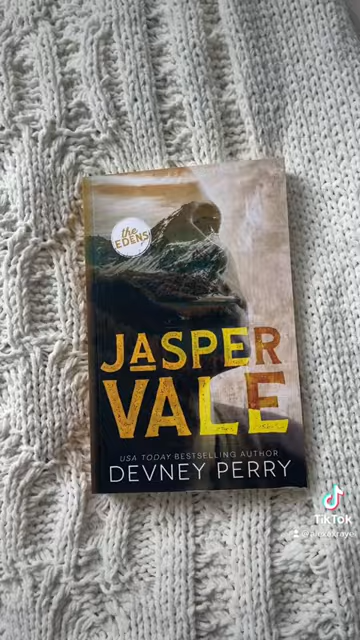 the
EDENS
JASPER
VALE
USA TODAY BESTSELLING AUTHOR
DEVNEY PERRY
TikTok